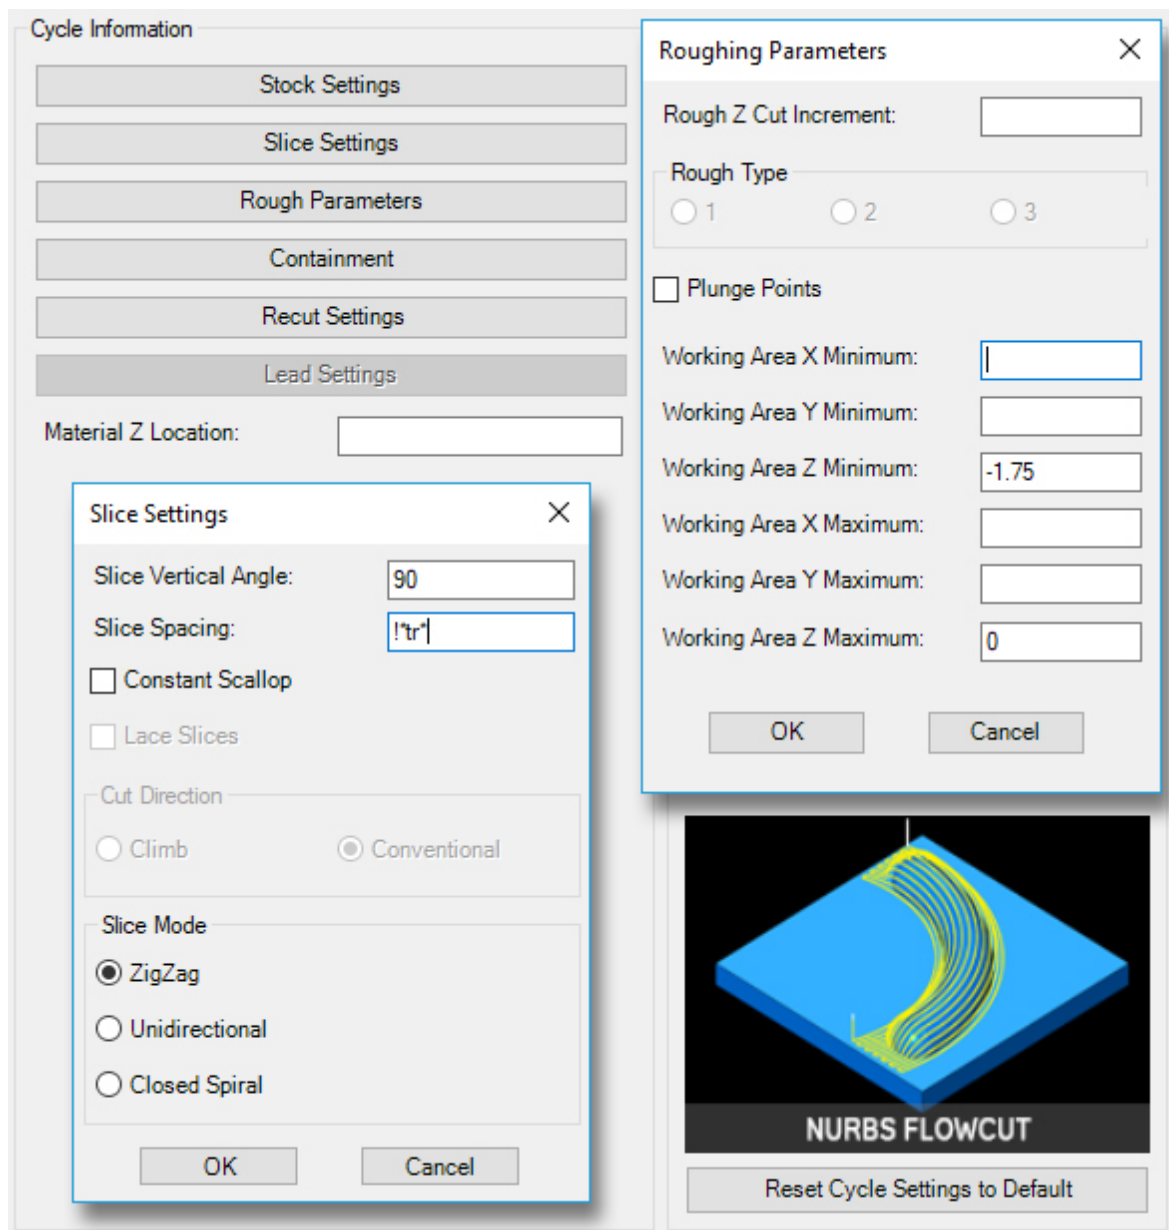 Cycle Information
Stock Settings
Slice Settings
Rough Parameters
Containment
Recut Settings
Lead Settings
Material Z Location:
Slice Settings
Slice Vertical Angle: 90
Slice Spacing: !*tr*
Constant Scallop
Lace Slices
Cut Direction
Climb Conventional
Slice Mode
ZigZag
Unidirectional
Closed Spiral
OK Cancel
Roughing Parameters
Rough Z Cut Increment:
Rough Type
1 2 3
Plunge Points
Working Area X Minimum:
Working Area Y Minimum:
Working Area Z Minimum: -1.75
Working Area X Maximum:
Working Area Y Maximum:
Working Area Z Maximum: 0
OK Cancel
NURBS FLOWCUT
Reset Cycle Settings to Default